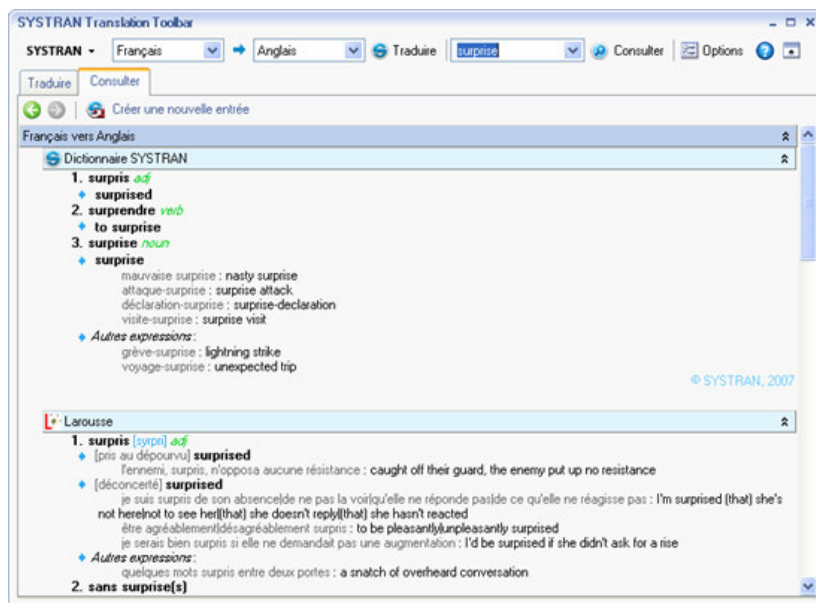 SYSTRAN Translation Toolbar
SYSTRAN Français Anglais Traduire surprise Consulter Options
Traduire Consulter
Créer une nouvelle entrée
Français vers Anglais
Dictionnaire SYSTRAN
1. surpris adj
surprised
2. surprendre verb
to surprise
3. surprise noun
surprise
mauvaise surprise : nasty surprise
attaque-surprise : surprise attack
déclaration-surprise : surprise-declaration
visite-surprise : surprise visit
Autres expressions :
grève-surprise : lightning strike
voyage-surprise : unexpected trip
© SYSTRAN, 2007
Larousse
1. surpris [syrpri] adj
[pris au dépourvu] surprised
l'ennemi, surpris, n'opposa aucune résistance : caught off their guard, the enemy put up no resistance
[déconcerté] surprised
je suis surpris de son absence|de ne pas la voir|qu'elle ne réponde pas|de ce qu'elle ne réagisse pas : I'm surprised (that) she's
not here|not to see her|(that) she doesn't reply|(that) she hasn't reacted
être agréablement|désagréablement surpris : to be pleasantly|unpleasantly surprised
je serais bien surpris si elle ne demandait pas une augmentation : I'd be surprised if she didn't ask for a rise
Autres expressions :
quelques mots surpris entre deux portes : a snatch of overheard conversation
2. sans surprise(s)